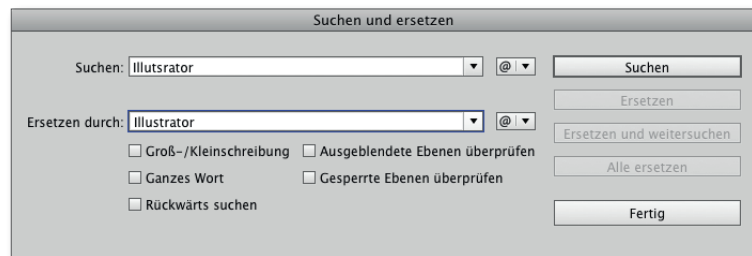 Suchen und ersetzen
Suchen: Illutsrator @ Suchen
Ersetzen
Ersetzen durch: Illustrator @
Ersetzen und weitersuchen
Groß-/Kleinschreibung Ausgeblendete Ebenen überprüfen
Alle ersetzen
Ganzes Wort Gesperrte Ebenen überprüfen
Rückwärts suchen
Fertig